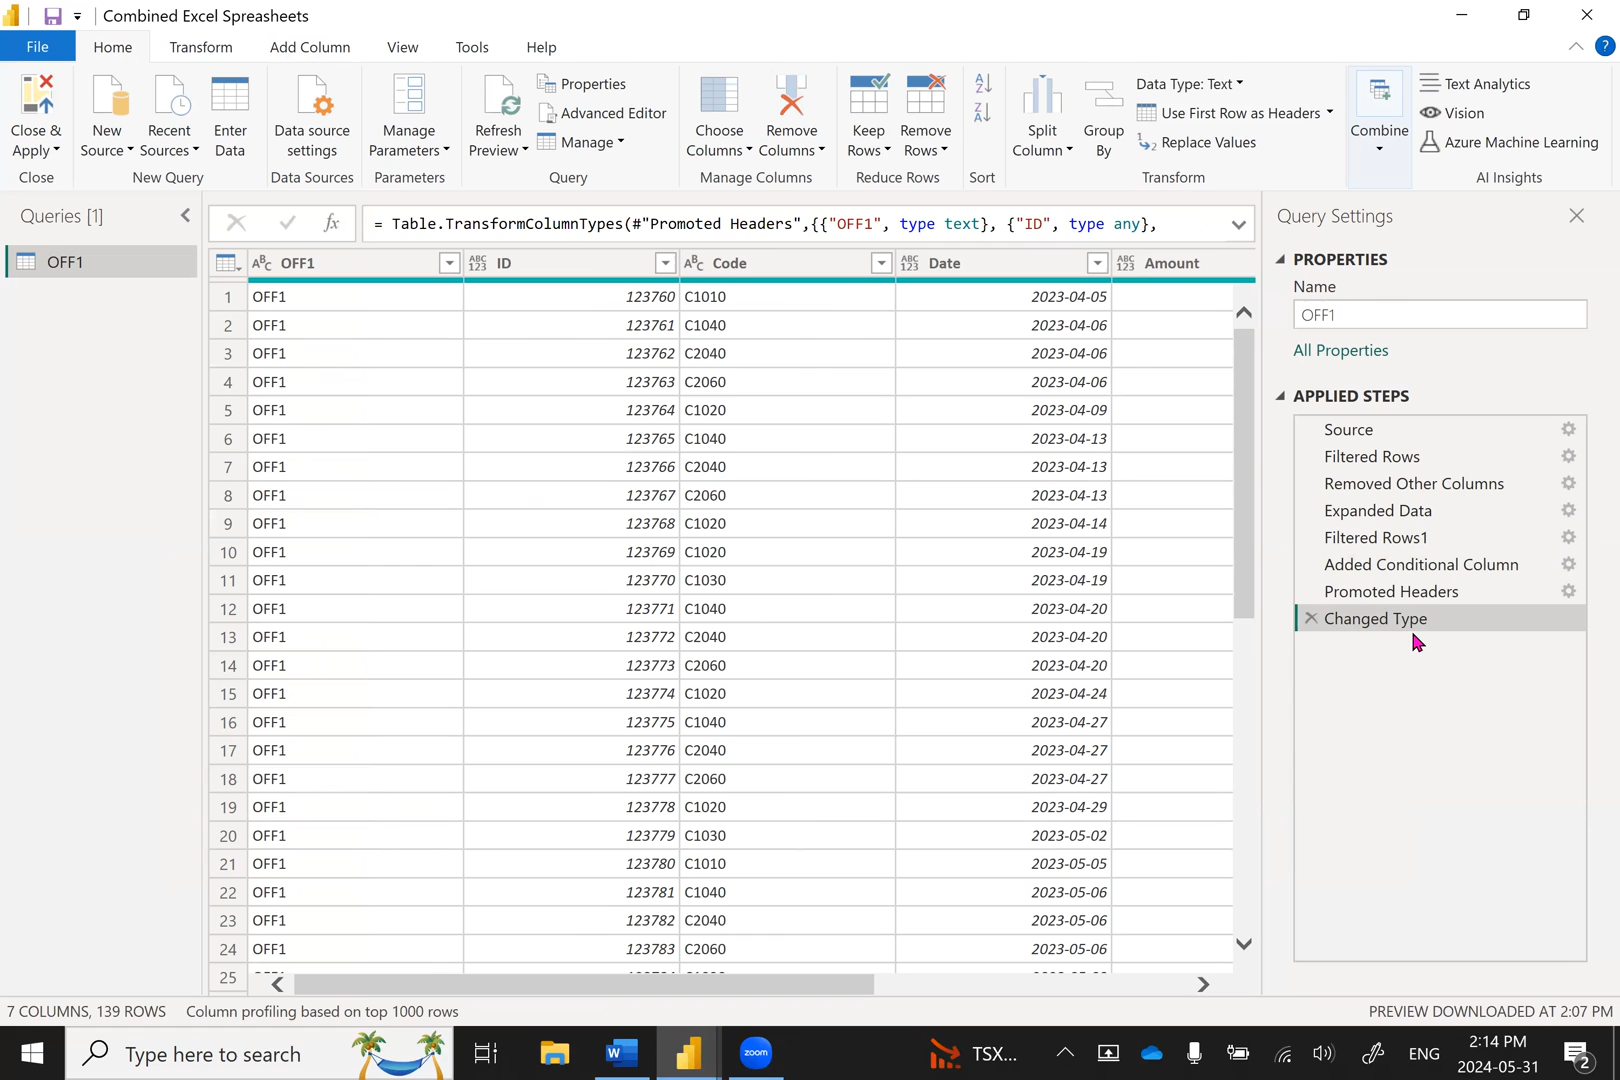 Combined Excel Spreasheets
File Home Transform Add Column View Tools Help
Close & Apply
Close
New Source
Recent Sources
Enter Data
New Query
Data source settings
Data Sources
Manage Parameters
Parameters
Refresh Preview
Properties
Advanced Editor
Manage
Query
Choose Columns
Remove Columns
Manage Columns
Keep Rows
Remove Rows
Reduce Rows
Sort
Split Column
Group By
Data Type: Text
Use First Row as Headers
Replace Values
Transform
Combine
Text Analytics
Vision
Azure Machine Learning
AI Insights
Queries [1]
OFF1
fx = Table.TransformColumnTypes(#"Promoted Headers",{{"OFF1", type text}, {"ID", type any},
ABC OFF1 ABC 123 ID ABC Code ABC 123 Date ABC 123 Amount
1 OFF1 123760 C1010 2023-04-05
2 OFF1 123761 C1040 2023-04-06
3 OFF1 123762 C2040 2023-04-06
4 OFF1 123763 C2060 2023-04-06
5 OFF1 123764 C1020 2023-04-09
6 OFF1 123765 C1040 2023-04-13
7 OFF1 123766 C2040 2023-04-13
8 OFF1 123767 C2060 2023-04-13
9 OFF1 123768 C1020 2023-04-14
10 OFF1 123769 C1020 2023-04-19
11 OFF1 123770 C1030 2023-04-19
12 OFF1 123771 C1040 2023-04-20
13 OFF1 123772 C2040 2023-04-20
14 OFF1 123773 C2060 2023-04-20
15 OFF1 123774 C1020 2023-04-24
16 OFF1 123775 C1040 2023-04-27
17 OFF1 123776 C2040 2023-04-27
18 OFF1 123777 C2060 2023-04-27
19 OFF1 123778 C1020 2023-04-29
20 OFF1 123779 C1030 2023-05-02
21 OFF1 123780 C1010 2023-05-05
22 OFF1 123781 C1040 2023-05-06
23 OFF1 123782 C2040 2023-05-06
24 OFF1 123783 C2060 2023-05-06
25
Query Settings
PROPERTIES
Name
OFF1
All Properties
APPLIED STEPS
Source
Filtered Rows
Removed Other Columns
Expanded Data
Filtered Rows1
Added Conditional Column
Promoted Headers
Changed Type
7 COLUMNS, 139 ROWS Column profiling based on top 1000 rows
PREVIEW DOWNLOADED AT 2:07 PM
Type here to search
zoom
TSX...
ENG
2:14 PM
2024-05-31
2